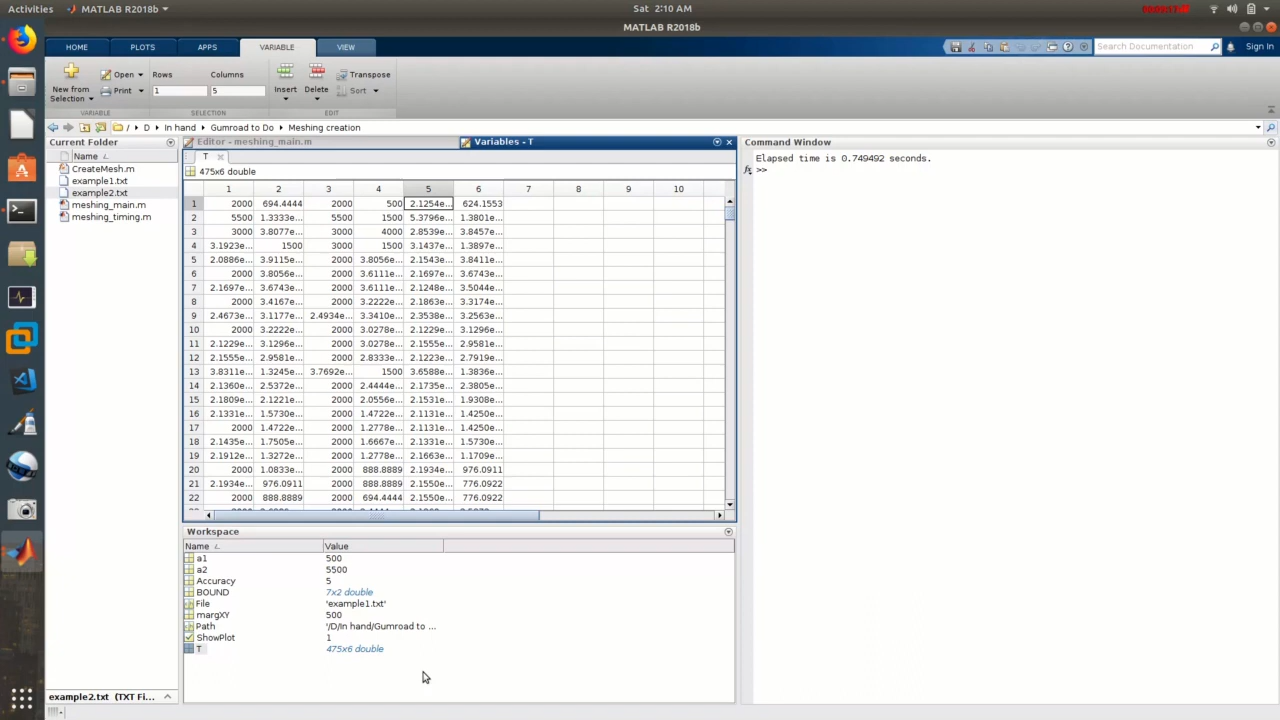 Activities MATLAB R2018b Sat 2:10 AM
MATLAB R2018b
HOME PLOTS APPS VARIABLE VIEW Search Documentation Sign In
New from Selection Open Print Rows Columns 1 5 Insert Delete Transpose Sort
VARIABLE SELECTION EDIT
/ D In hand Gumroad to Do Meshing creation
Current Folder
Name
CreateMesh.m
example1.txt
example2.txt
meshing_main.m
meshing_timing.m
example2.txt (TXT Fi...
Editor - meshing_main.m Variables - T
T
475x6 double
1 2 3 4 5 6 7 8 9 10
1 2000 694.4444 2000 500 2.1254e... 624.1553
2 5500 1.3333e... 5500 1500 5.3796e... 1.3801e...
3 3000 3.8077e... 3000 4000 2.8539e... 3.8457e...
4 3.1923e... 1500 3000 1500 3.1437e... 1.3897e...
5 2.0886e... 3.9115e... 2000 3.8056e... 2.1543e... 3.8411e...
6 2000 3.8056e... 2000 3.6111e... 2.1697e... 3.6743e...
7 2.1697e... 3.6743e... 2000 3.6111e... 2.1248e... 3.5044e...
8 2000 3.4167e... 2000 3.2222e... 2.1863e... 3.3174e...
9 2.4673e... 3.1177e... 2.4934e... 3.3410e... 2.3538e... 3.2563e...
10 2000 3.2222e... 2000 3.0278e... 2.1229e... 3.1296e...
11 2.1229e... 3.1296e... 2000 3.0278e... 2.1555e... 2.9581e...
12 2.1555e... 2.9581e... 2000 2.8333e... 2.1223e... 2.7919e...
13 3.8311e... 1.3245e... 3.7692e... 1500 3.6588e... 1.3836e...
14 2.1360e... 2.5372e... 2000 2.4444e... 2.1735e... 2.3805e...
15 2.1809e... 2.1221e... 2000 2.0556e... 2.1531e... 1.9308e...
16 2.1331e... 1.5730e... 2000 1.4722e... 2.1131e... 1.4250e...
17 2000 1.4722e... 2000 1.2778e... 2.1131e... 1.4250e...
18 2.1435e... 1.7505e... 2000 1.6667e... 2.1331e... 1.5730e...
19 2.1912e... 1.3272e... 2000 1.2778e... 2.1663e... 1.1709e...
20 2000 1.0833e... 2000 888.8889 2.1934e... 976.0911
21 2.1934e... 976.0911 2000 888.8889 2.1550e... 776.0922
22 2000 888.8889 2000 694.4444 2.1550e... 776.0922
Workspace
Name Value
a1 500
a2 5500
Accuracy 5
BOUND 7x2 double
File 'example1.txt'
margXY 500
Path '/D/In hand/Gumroad to ...
ShowPlot 1
T 475x6 double
Command Window
Elapsed time is 0.749492 seconds.
fx >>